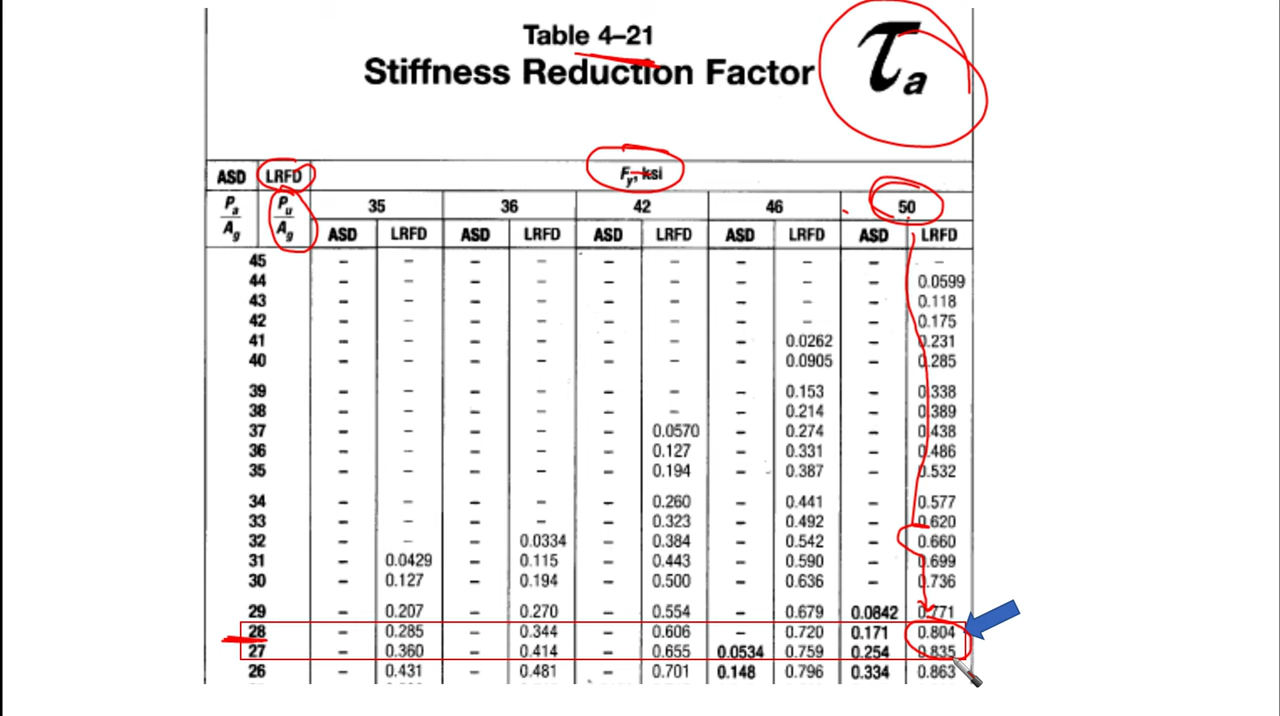 Table 4–21
Stiffness Reduction Factor
τa
ASD LRFD Fy, ksi
Pa/Ag Pu/Ag 35 36 42 46 50
ASD LRFD ASD LRFD ASD LRFD ASD LRFD ASD LRFD
45 – – – – – – – – – –
44 – – – – – – – – – 0.0599
43 – – – – – – – – – 0.118
42 – – – – – – – – – 0.175
41 – – – – – – – 0.0262 – 0.231
40 – – – – – – – 0.0905 – 0.285
39 – – – – – – – 0.153 – 0.338
38 – – – – – – – 0.214 – 0.389
37 – – – – – 0.0570 – 0.274 – 0.438
36 – – – – – 0.127 – 0.331 – 0.486
35 – – – – – 0.194 – 0.387 – 0.532
34 – – – – – 0.260 – 0.441 – 0.577
33 – – – – – 0.323 – 0.492 – 0.620
32 – – – 0.0334 – 0.384 – 0.542 – 0.660
31 – 0.0429 – 0.115 – 0.443 – 0.590 – 0.699
30 – 0.127 – 0.194 – 0.500 – 0.636 – 0.736
29 – 0.207 – 0.270 – 0.554 – 0.679 0.0842 0.771
28 – 0.285 – 0.344 – 0.606 – 0.720 0.171 0.804
27 – 0.360 – 0.414 – 0.655 0.0534 0.759 0.254 0.835
26 – 0.431 – 0.481 – 0.701 0.148 0.796 0.334 0.863